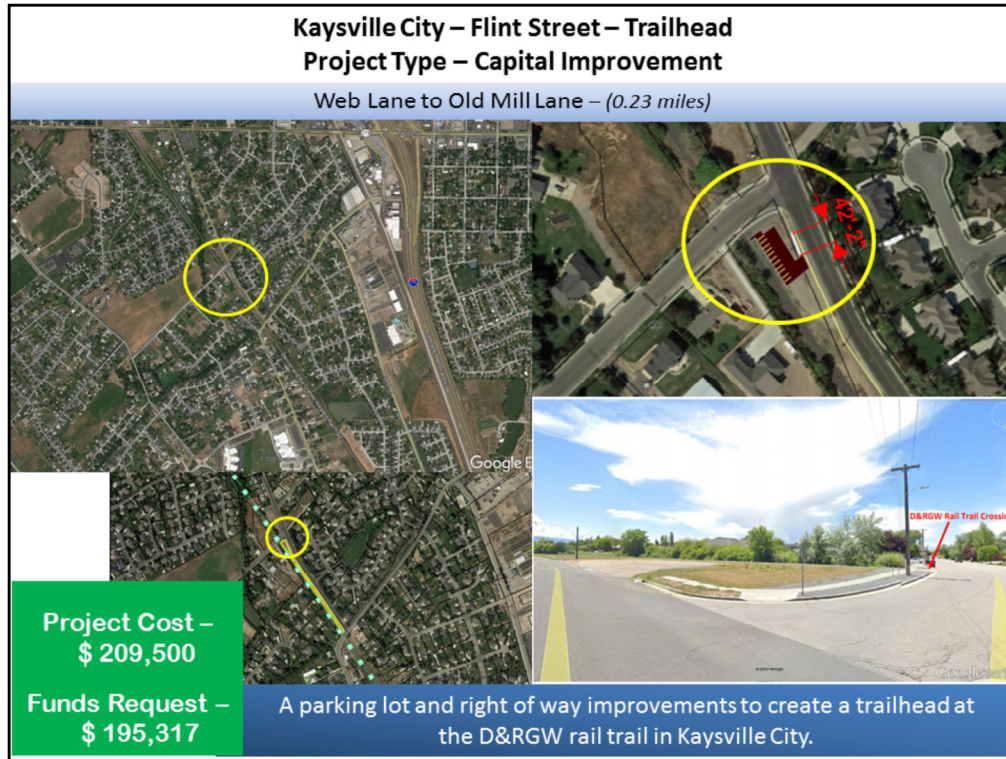 Kaysville City – Flint Street – Trailhead
Project Type – Capital Improvement
Web Lane to Old Mill Lane – (0.23 miles)
42'-2"
Google E
D&RGW Rail Trail Crossin
Google
Project Cost –
$ 209,500
Funds Request –
$ 195,317
A parking lot and right of way improvements to create a trailhead at
the D&RGW rail trail in Kaysville City.